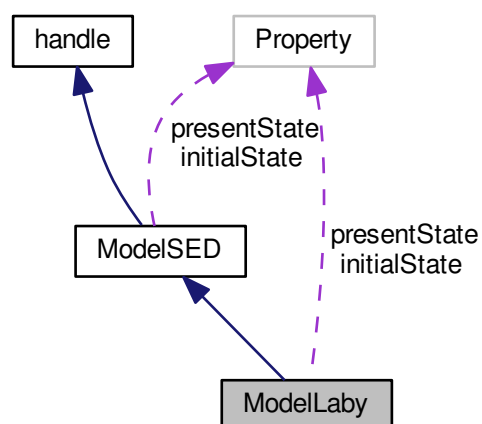 handle
Property
presentState
initialState
presentState
initialState
ModelSED
ModelLaby